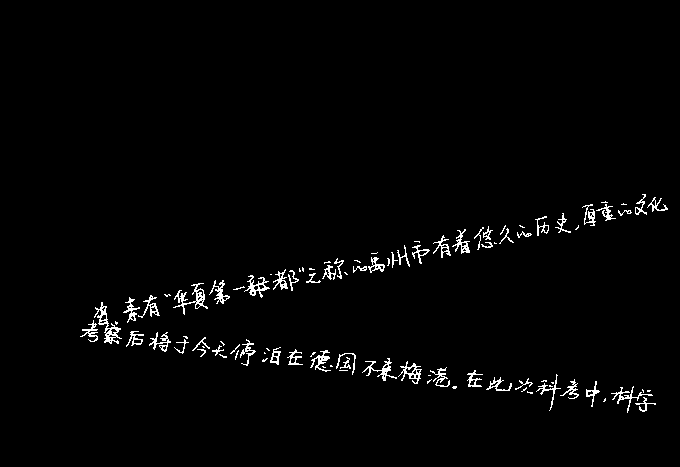 素有“华夏第一都”之称的禹州市有着悠久的历史,厚重的文化
考察后将于今天停泊在德国不来梅港。在此次科考中,科学